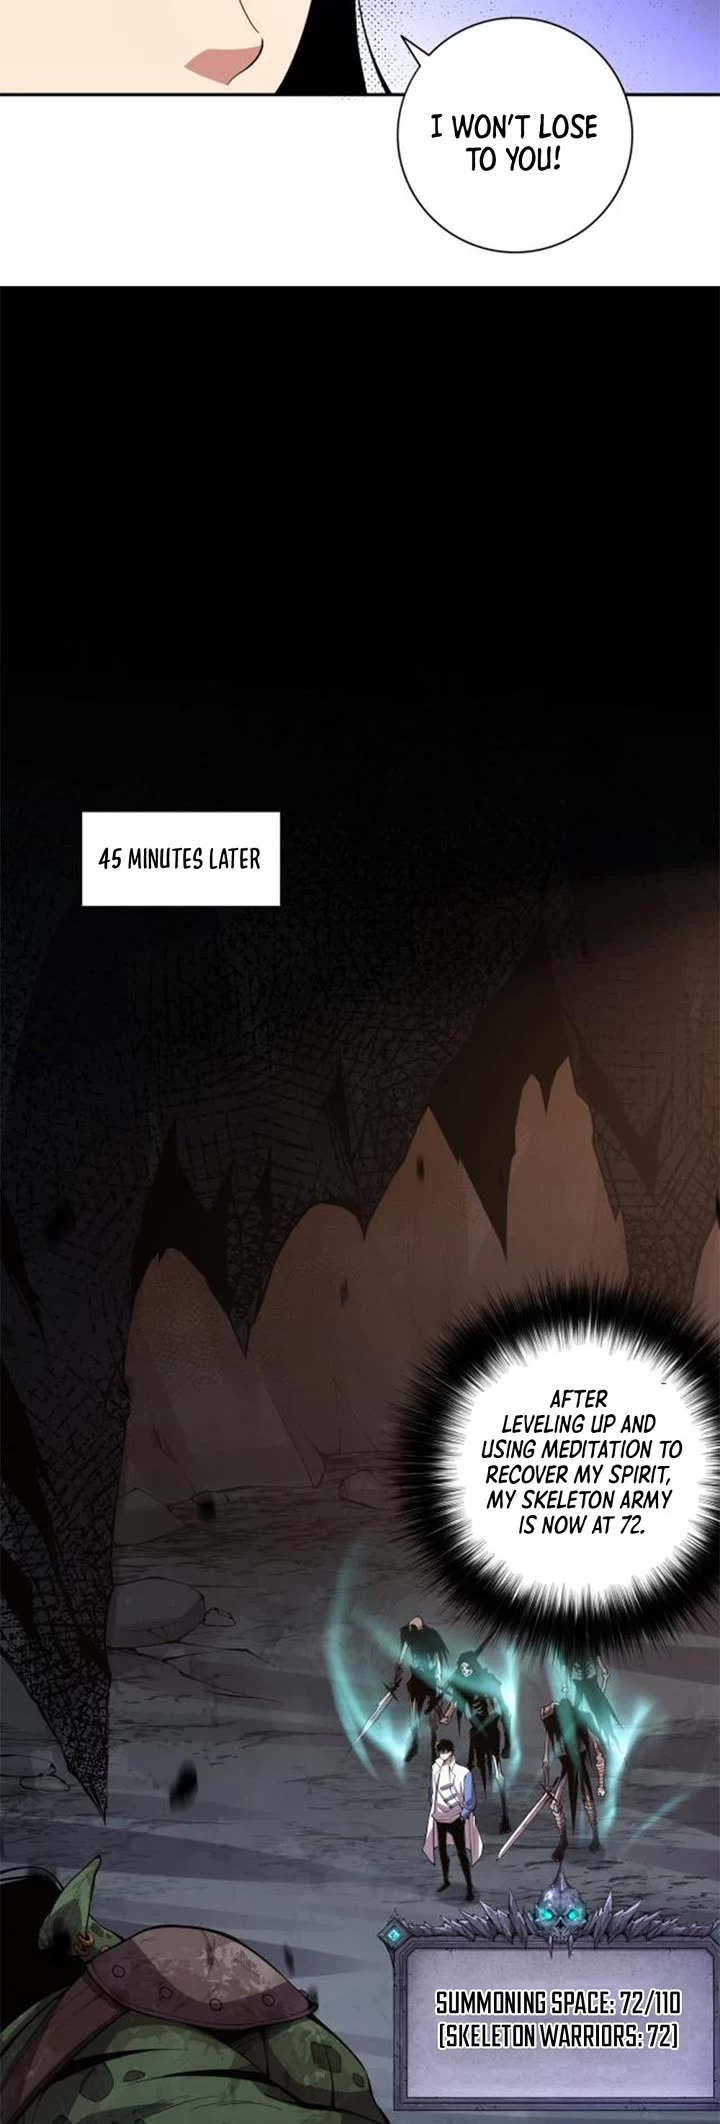 I WON'T LOSE
TO YOU!
45 MINUTES LATER
AFTER
LEVELING UP AND
USING MEDITATION TO
RECOVER MY SPIRIT,
MY SKELETON ARMY
IS NOW AT 72.
SUMMONING SPACE: 72/110
[SKELETON WARRIORS: 72]